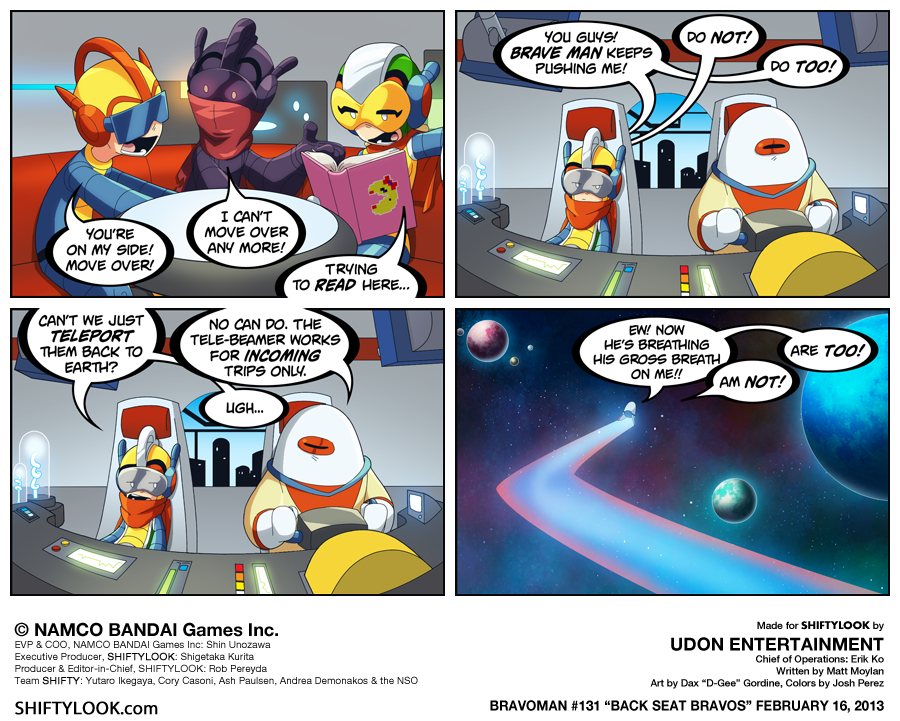 YOU'RE
ON MY SIDE!
MOVE OVER!
I CAN'T
MOVE OVER
ANY MORE!
TRYING
TO READ HERE...
YOU GUYS!
BRAVE MAN KEEPS
PUSHING ME!
DO NOT!
DO TOO!
CAN'T WE JUST
TELEPORT
THEM BACK TO
EARTH?
NO CAN DO. THE
TELE-BEAMER WORKS
FOR INCOMING
TRIPS ONLY.
UGH...
EW! NOW
HE'S BREATHING
HIS GROSS BREATH
ON ME!!
AM NOT!
ARE TOO!
© NAMCO BANDAI Games Inc.
EVP & COO, NAMCO BANDAI Games Inc: Shin Unozawa
Executive Producer, SHIFTYLOOK: Shigetaka Kurita
Producer & Editor-in-Chief, SHIFTYLOOK: Rob Pereyda
Team SHIFTY: Yutaro Ikegaya, Cory Casoni, Ash Paulsen, Andrea Demonakos & the NSO
SHIFTYLOOK.com
Made for SHIFTYLOOK by
UDON ENTERTAINMENT
Chief of Operations: Erik Ko
Written by Matt Moylan
Art by Dax "D-Gee" Gordine, Colors by Josh Perez
BRAVOMAN #131 “BACK SEAT BRAVOS” FEBRUARY 16, 2013